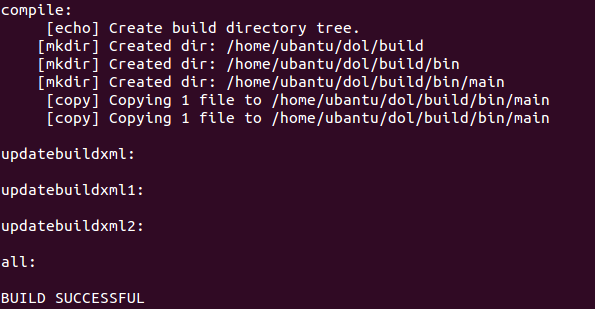 compile:
[echo] Create build directory tree.
[mkdir] Created dir: /home/ubantu/dol/build
[mkdir] Created dir: /home/ubantu/dol/build/bin
[mkdir] Created dir: /home/ubantu/dol/build/bin/main
[copy] Copying 1 file to /home/ubantu/dol/build/bin/main
[copy] Copying 1 file to /home/ubantu/dol/build/bin/main
updatebuildxml:
updatebuildxml1:
updatebuildxml2:
all:
BUILD SUCCESSFUL